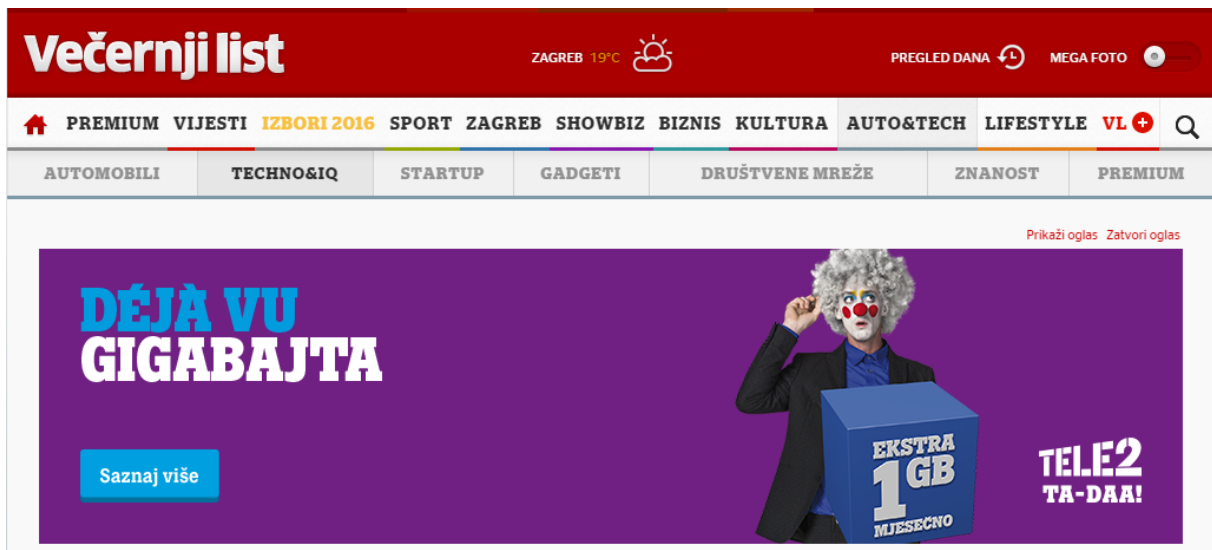 Večernji list
ZAGREB 19°C
PREGLED DANA
MEGA FOTO
PREMIUM VIJESTI IZBORI 2016 SPORT ZAGREB SHOWBIZ BIZNIS KULTURA AUTO&TECH LIFESTYLE VL
AUTOMOBILI TECHNO&IQ STARTUP GADGETI DRUŠTVENE MREŽE ZNANOST PREMIUM
Prikaži oglas Zatvori oglas
DÉJÀ VU
GIGABAJTA
Saznaj više
EKSTRA
1 GB
MJESEČNO
TELE2
TA-DAA!